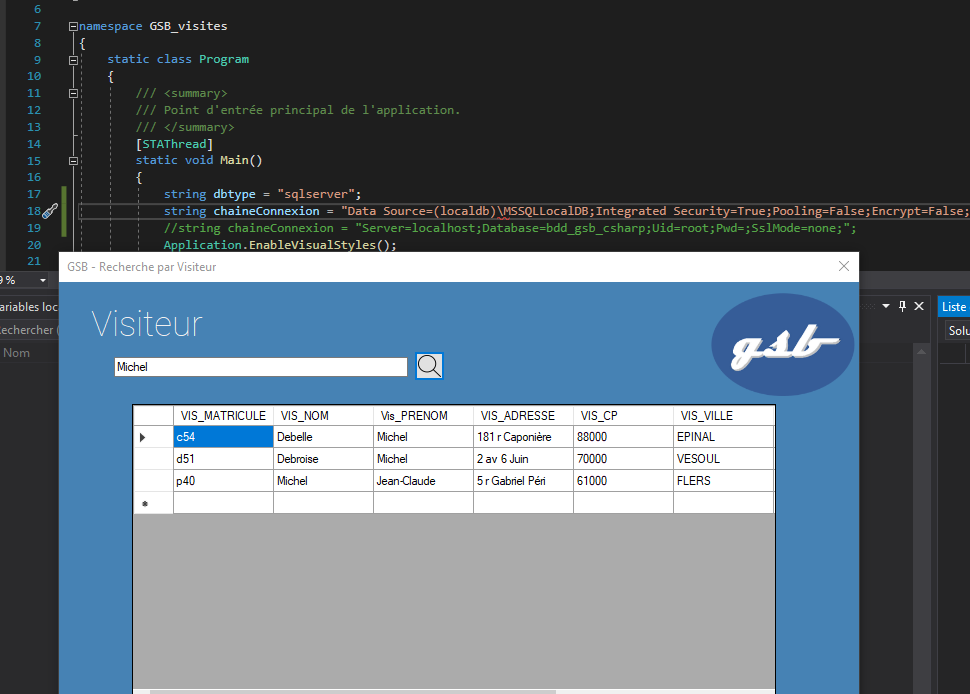 6
7 namespace GSB_visites
8 {
9 static class Program
10 {
11 /// <summary>
12 /// Point d'entrée principal de l'application.
13 /// </summary>
14 [STAThread]
15 static void Main()
16 {
17 string dbtype = "sqlserver";
18 string chaineConnexion = "Data Source=(localdb)\MSSQLLocalDB;Integrated Security=True;Pooling=False;Encrypt=False;
19 //string chaineConnexion = "Server=localhost;Database=bdd_gsb_csharp;Uid=root;Pwd=;SslMode=none;";
20 Application.EnableVisualStyles();
21
9 %
GSB - Recherche par Visiteur
ariables loc
Liste
Rechercher (
Solu
Nom
Visiteur
gsb
Michel
VIS_MATRICULE VIS_NOM Vis_PRENOM VIS_ADRESSE VIS_CP VIS_VILLE
c54 Debelle Michel 181 r Caponière 88000 EPINAL
d51 Debroise Michel 2 av 6 Juin 70000 VESOUL
p40 Michel Jean-Claude 5 r Gabriel Péri 61000 FLERS